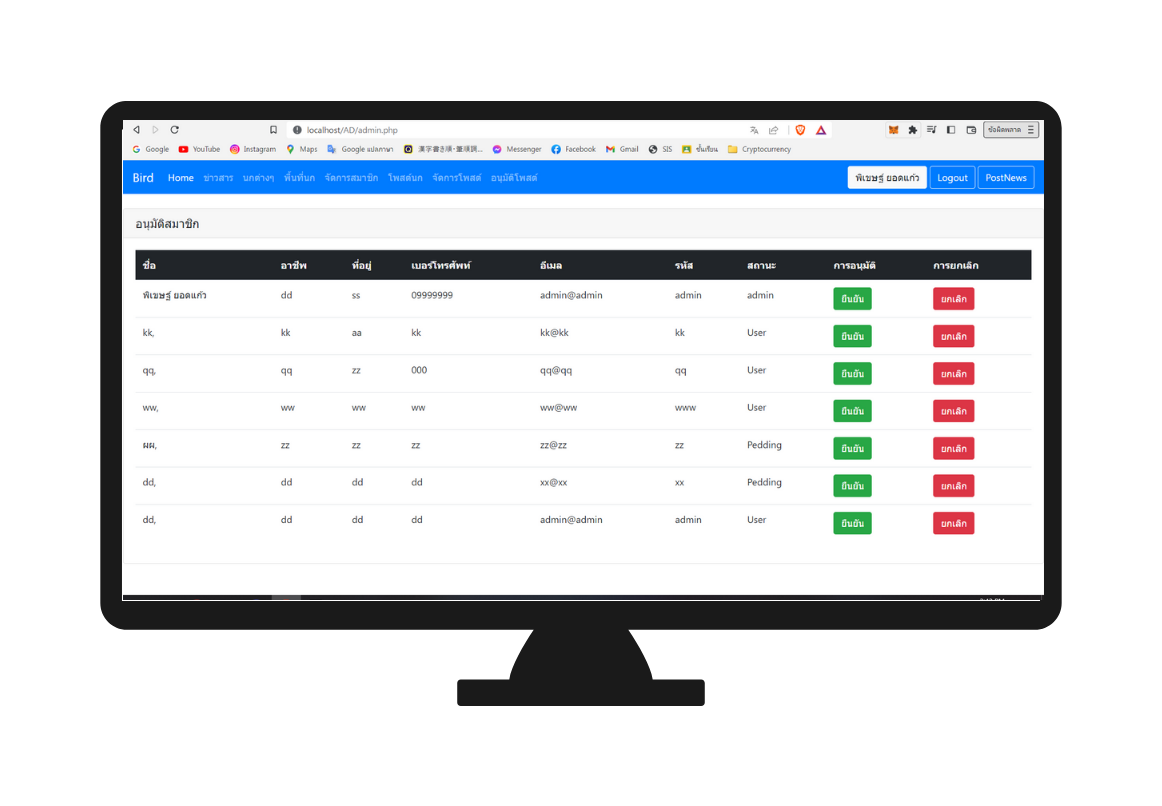 localhost/AD/admin.php ข้อผิดพลาด
Google YouTube Instagram Maps Google แปลภาษา Messenger Facebook Gmail SIS ชั้นเรียน Cryptocurrency
Bird Home ข่าวสาร นกต่างๆ พื้นที่นก จัดการสมาชิก โพสต์นก จัดการโพสต์ อนุมัติโพสต์ พิเชษฐ์ ยอดแก้ว Logout PostNews
อนุมัติสมาชิก
ชื่อ อาชีพ ที่อยู่ เบอร์โทรศัพท์ อีเมล รหัส สถานะ การอนุมัติ การยกเลิก
พิเชษฐ์ ยอดแก้ว dd ss 09999999 admin@admin admin admin ยืนยัน ยกเลิก
kk, kk aa kk kk@kk kk User ยืนยัน ยกเลิก
qq, qq zz 000 qq@qq qq User ยืนยัน ยกเลิก
ww, ww ww ww ww@ww www User ยืนยัน ยกเลิก
ผผ, zz zz zz zz@zz zz Pedding ยืนยัน ยกเลิก
dd, dd dd dd xx@xx xx Pedding ยืนยัน ยกเลิก
dd, dd dd dd admin@admin admin User ยืนยัน ยกเลิก